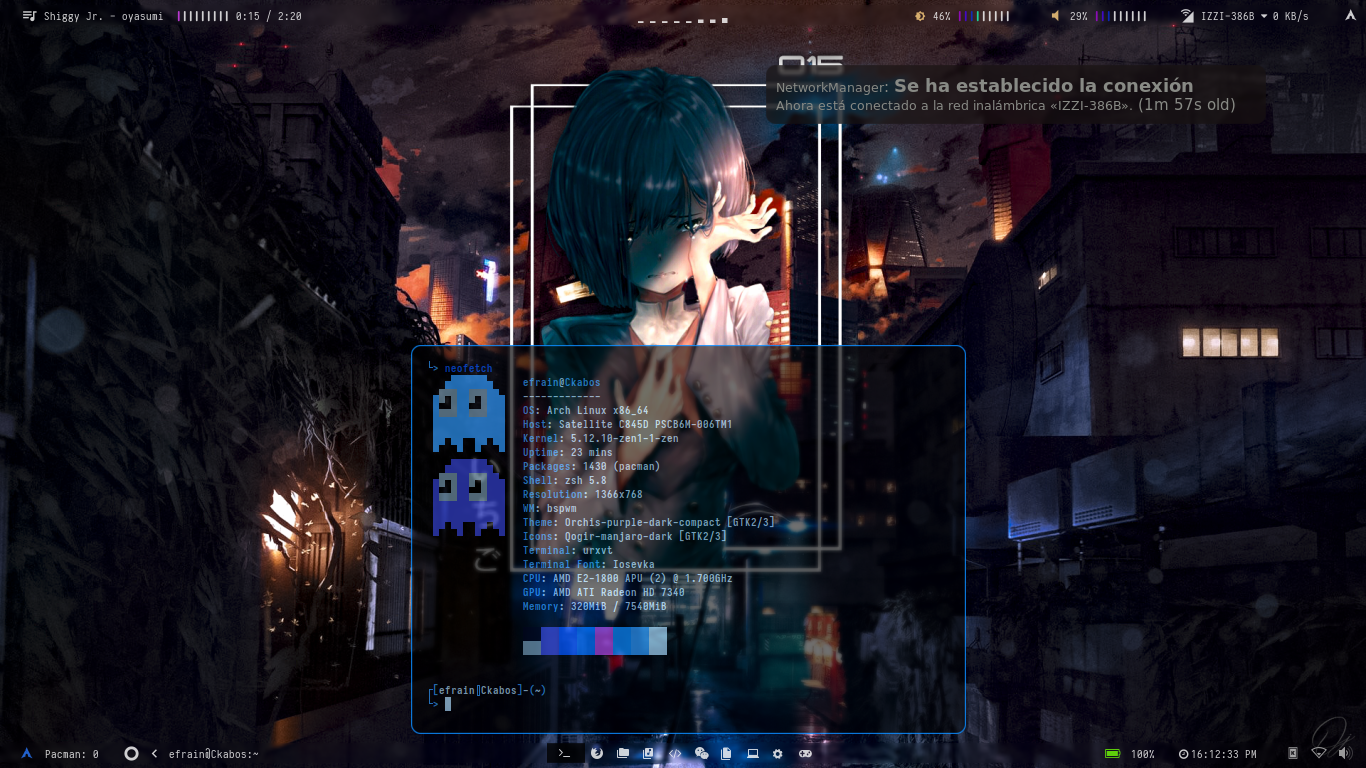 Shiggy Jr. - oyasumi 0:15 / 2:20 46% 29% IZZI-386B 0 KB/s
015
NetworkManager: Se ha establecido la conexión
Ahora está conectado a la red inalámbrica «IZZI-386B». (1m 57s old)
└> neofetch
efrain@Ckabos
-------------
OS: Arch Linux x86_64
Host: Satellite C845D PSCB6M-006TM1
Kernel: 5.12.10-zen1-1-zen
Uptime: 23 mins
Packages: 1430 (pacman)
Shell: zsh 5.8
Resolution: 1366x768
WM: bspwm
Theme: Orchis-purple-dark-compact [GTK2/3]
Icons: Qogir-manjaro-dark [GTK2/3]
Terminal: urxvt
Terminal Font: Iosevka
CPU: AMD E2-1800 APU (2) @ 1.700GHz
GPU: AMD ATI Radeon HD 7340
Memory: 320MiB / 7540MiB
┌[efrain@Ckabos]-(~)
└>
Pacman: 0 efrain@Ckabos:~ 100% 16:12:33 PM